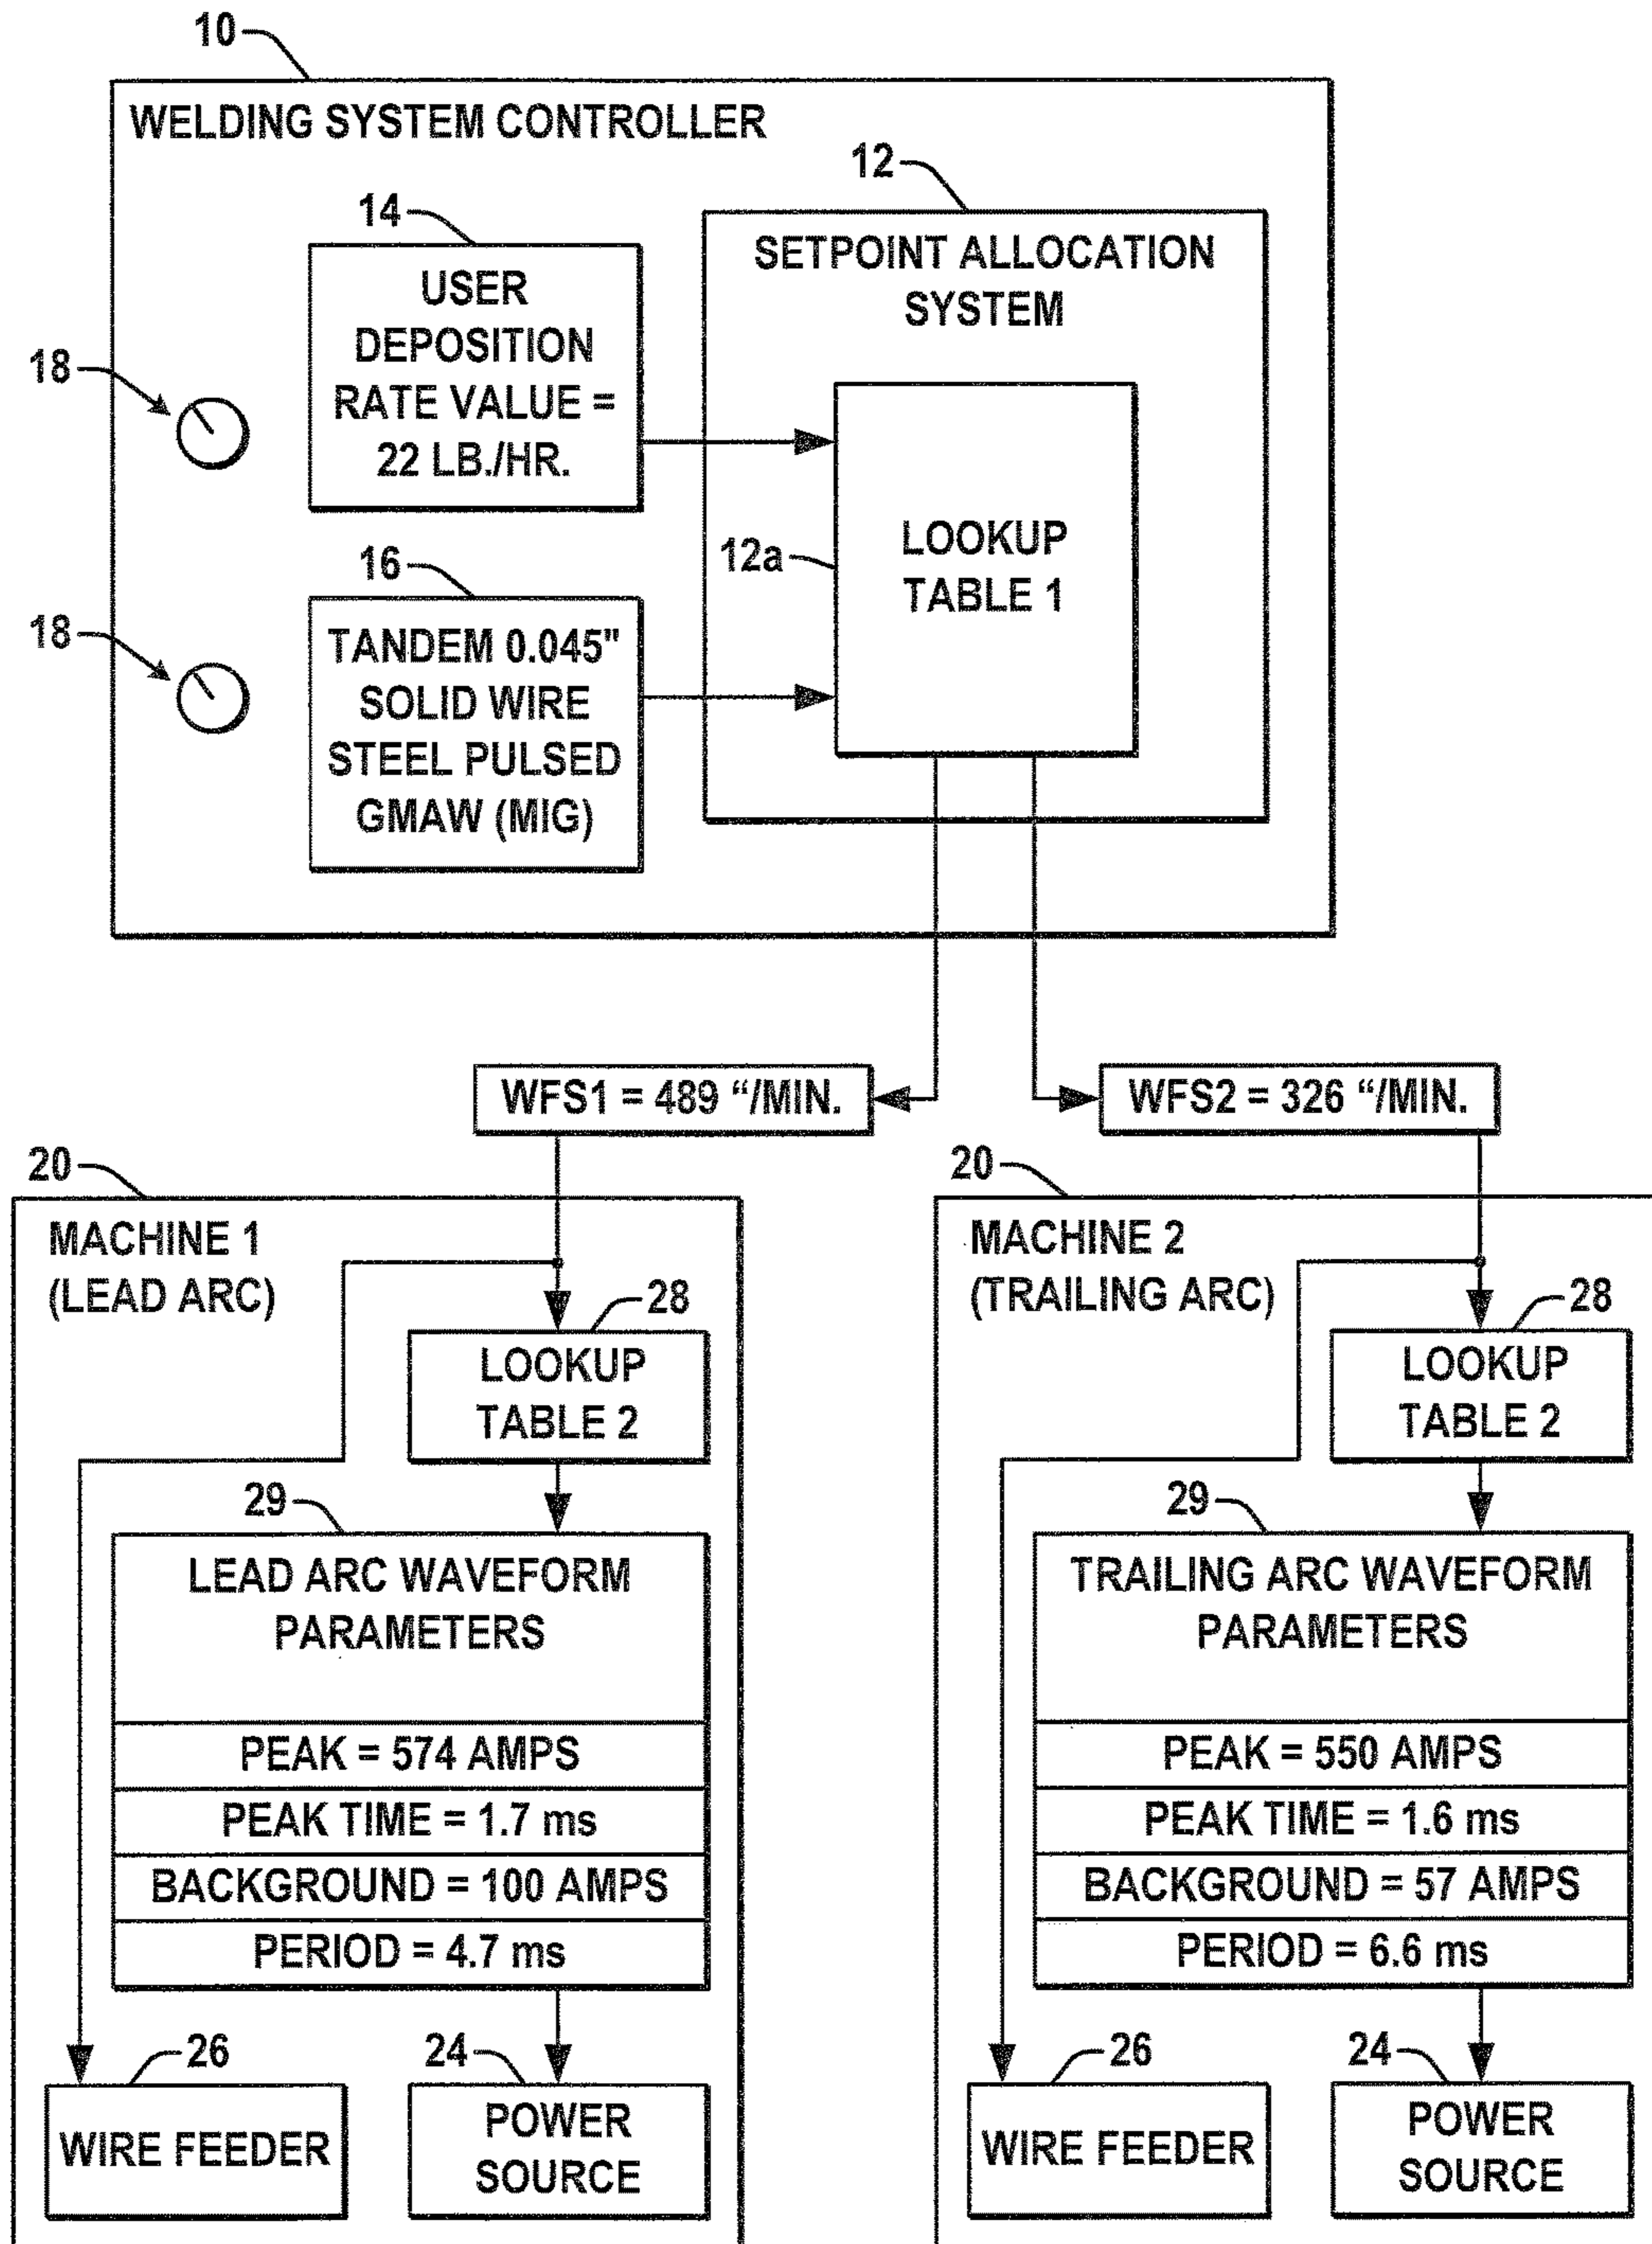 10
WELDING SYSTEM CONTROLLER
12
14
SETPOINT ALLOCATION
SYSTEM
USER
DEPOSITION
RATE VALUE =
22 LB./HR.
18
LOOKUP
TABLE 1
12a
16
18
TANDEM 0.045"
SOLID WIRE
STEEL PULSED
GMAW (MIG)
WFS1 = 489 “/MIN.
WFS2 = 326 “/MIN.
20
MACHINE 1
(LEAD ARC)
28
LOOKUP
TABLE 2
29
LEAD ARC WAVEFORM
PARAMETERS
PEAK = 574 AMPS
PEAK TIME = 1.7 ms
BACKGROUND = 100 AMPS
PERIOD = 4.7 ms
26
WIRE FEEDER
24
POWER
SOURCE
20
MACHINE 2
(TRAILING ARC)
28
LOOKUP
TABLE 2
29
TRAILING ARC WAVEFORM
PARAMETERS
PEAK = 550 AMPS
PEAK TIME = 1.6 ms
BACKGROUND = 57 AMPS
PERIOD = 6.6 ms
26
WIRE FEEDER
24
POWER
SOURCE